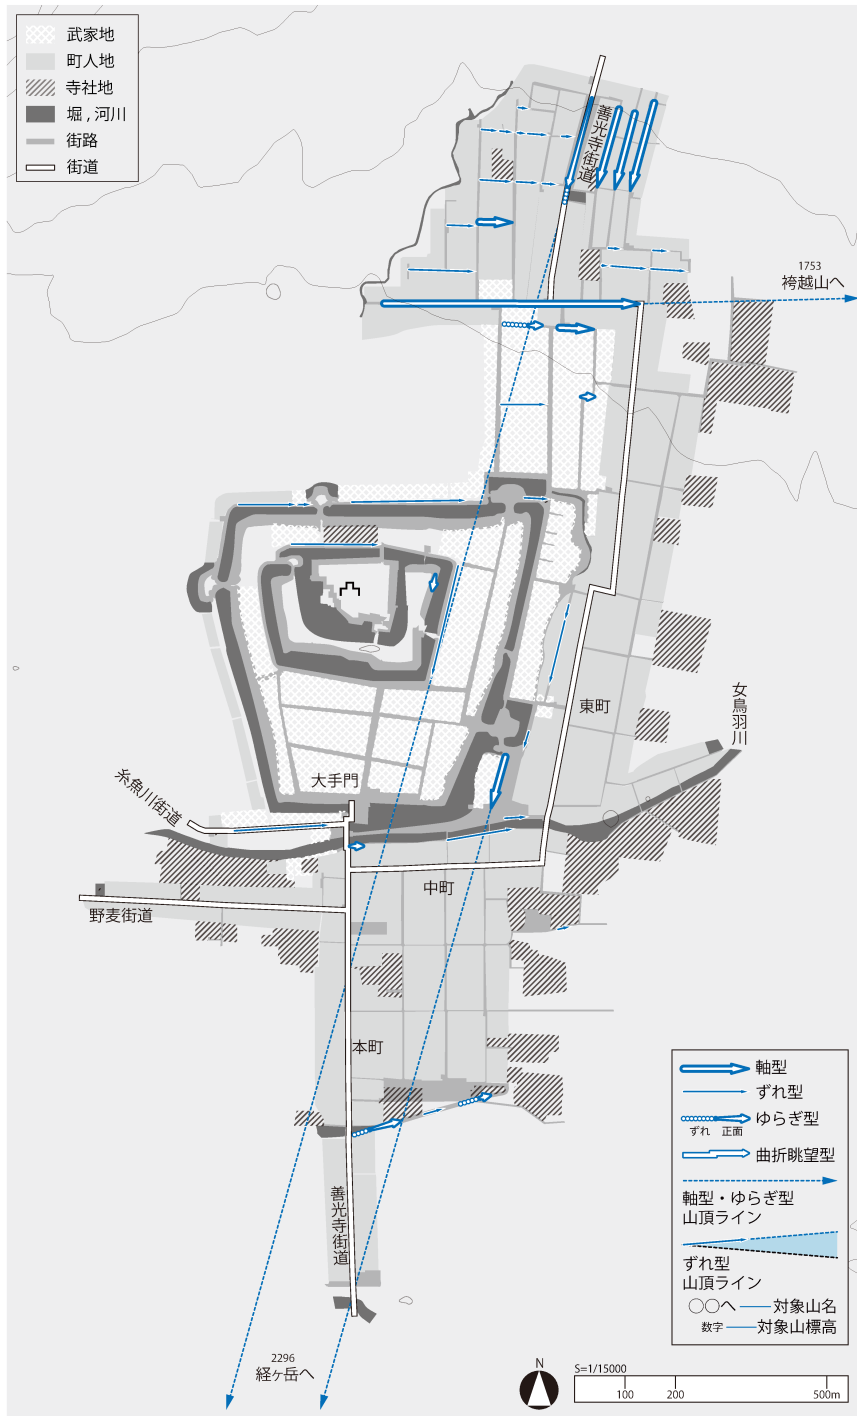 武家地
町人地
寺社地
堀 , 河川
街路
街道
善光寺街道
1753
袴越山へ
女鳥羽川
東町
大手門
糸魚川街道
中町
野麦街道
本町
善光寺街道
2296
経ヶ岳へ
軸型
ずれ型
ゆらぎ型
ずれ 正面
曲折眺望型
軸型・ゆらぎ型
山頂ライン
ずれ型
山頂ライン
○○へ 対象山名
数字 対象山標高
N
S=1/15000
100 200 500m